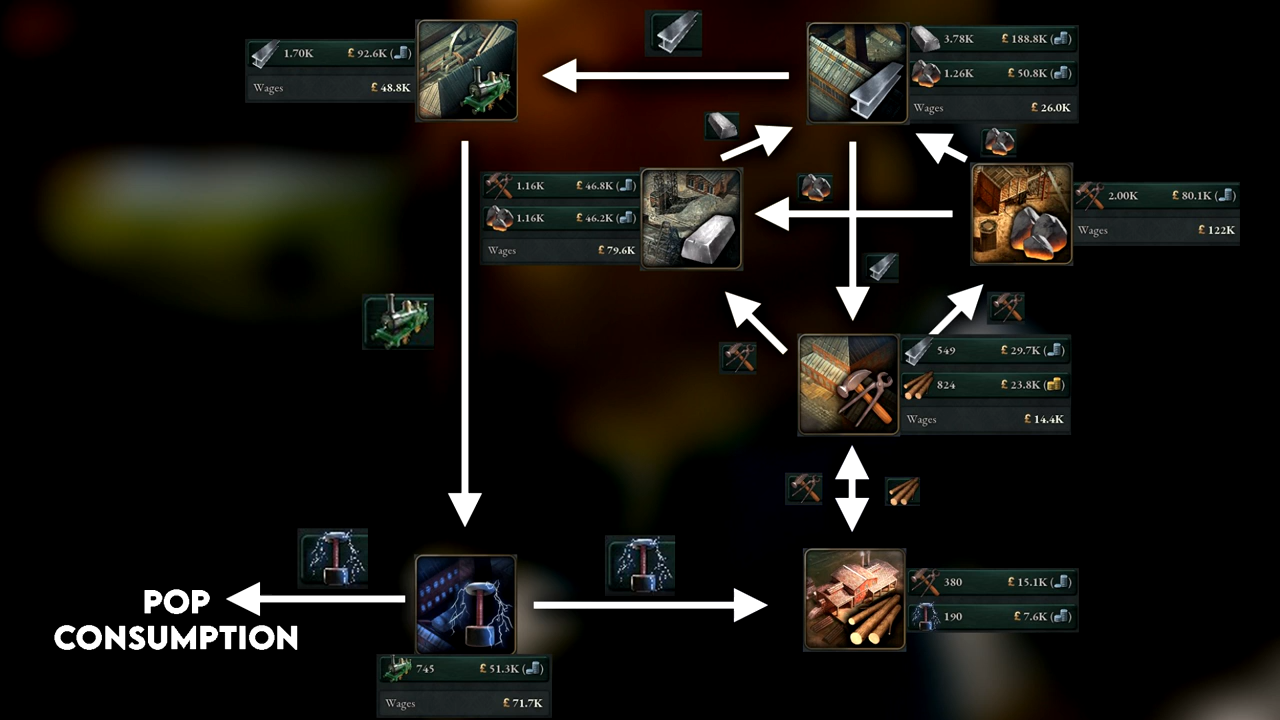 1.70K £ 92.6K ( )
Wages £ 48.8K
3.78K £ 188.8K ( )
1.26K £ 50.8K ( )
Wages £ 26.0K
1.16K £ 46.8K ( )
1.16K £ 46.2K ( )
Wages £ 79.6K
2.00K £ 80.1K ( )
Wages £ 122K
549 £ 29.7K ( )
824 £ 23.8K ( )
Wages £ 14.4K
POP
CONSUMPTION
380 £ 15.1K ( )
190 £ 7.6K ( )
745 £ 51.3K ( )
Wages £ 71.7K